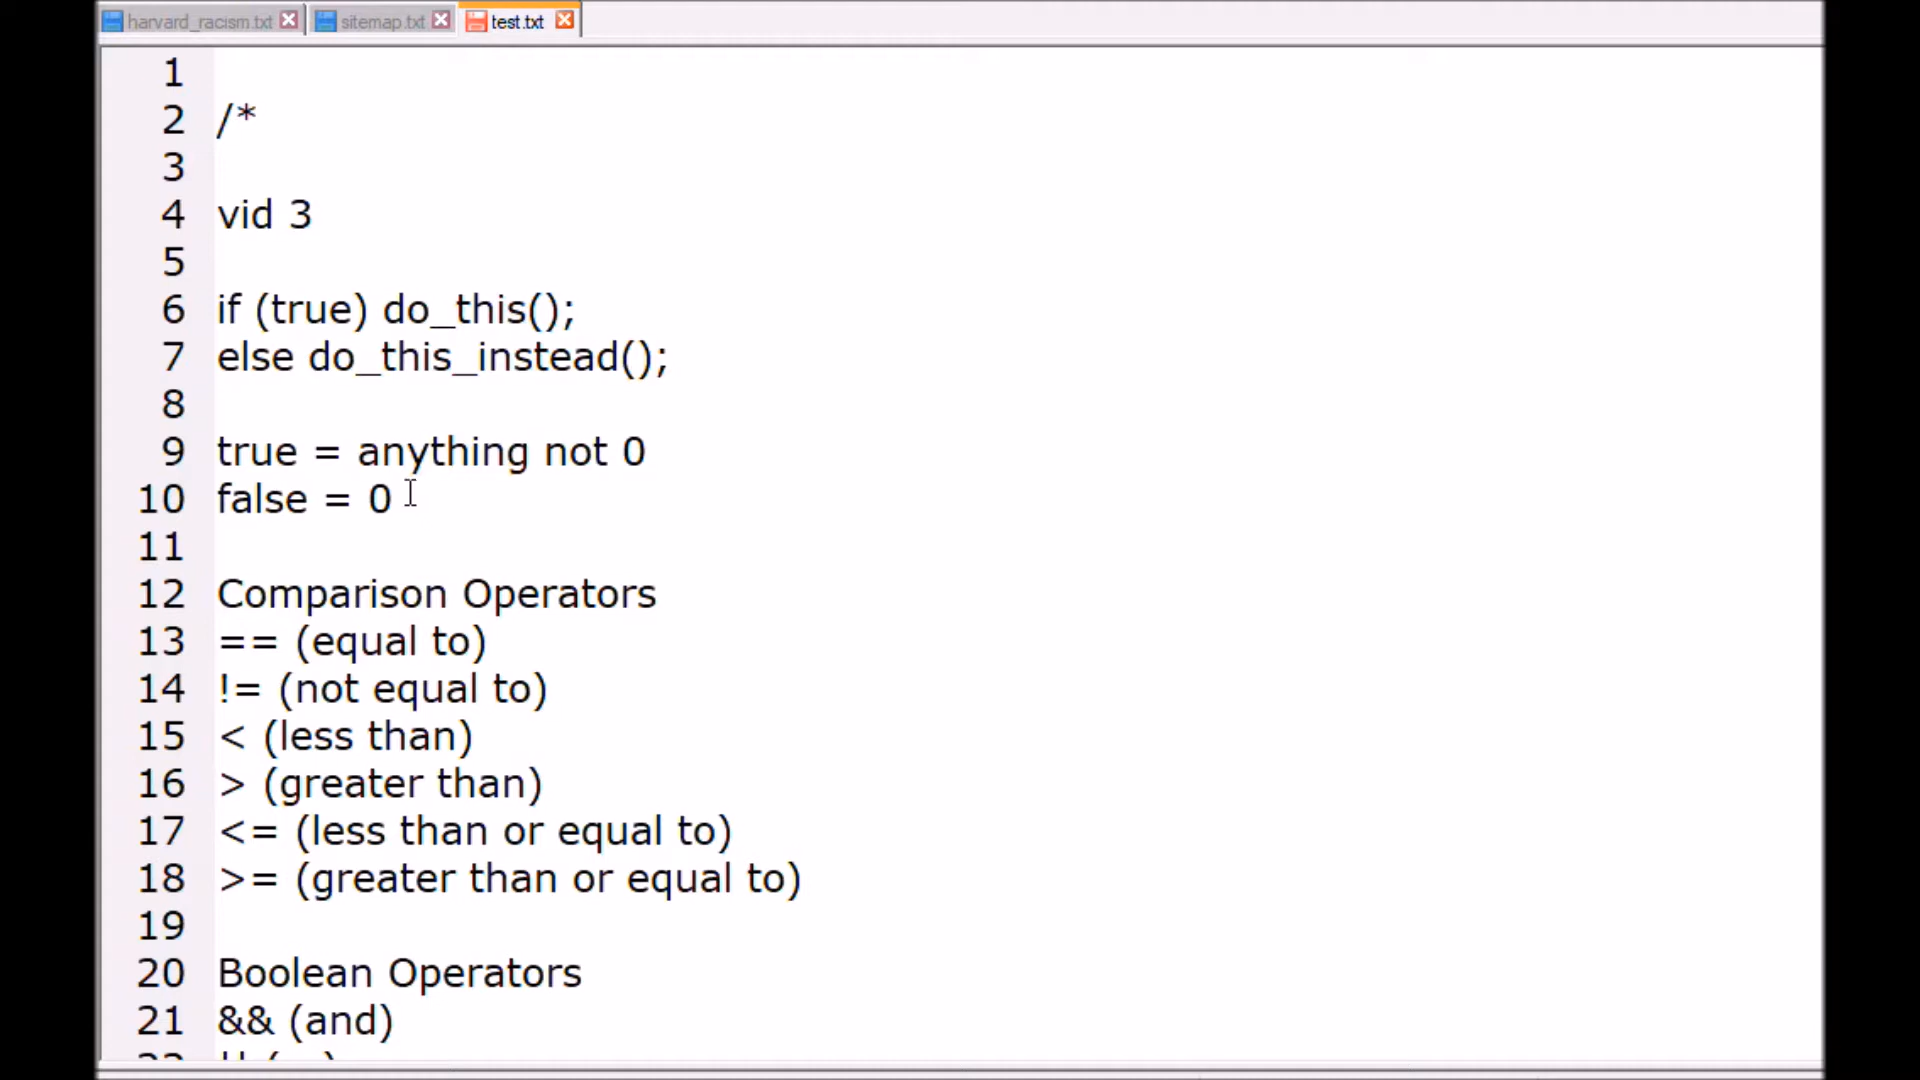 harvard_racism.txt sitemap.txt test.txt
1
2 /*
3
4 vid 3
5
6 if (true) do_this();
7 else do_this_instead();
8
9 true = anything not 0
10 false = 0
11
12 Comparison Operators
13 == (equal to)
14 != (not equal to)
15 < (less than)
16 > (greater than)
17 <= (less than or equal to)
18 >= (greater than or equal to)
19
20 Boolean Operators
21 && (and)